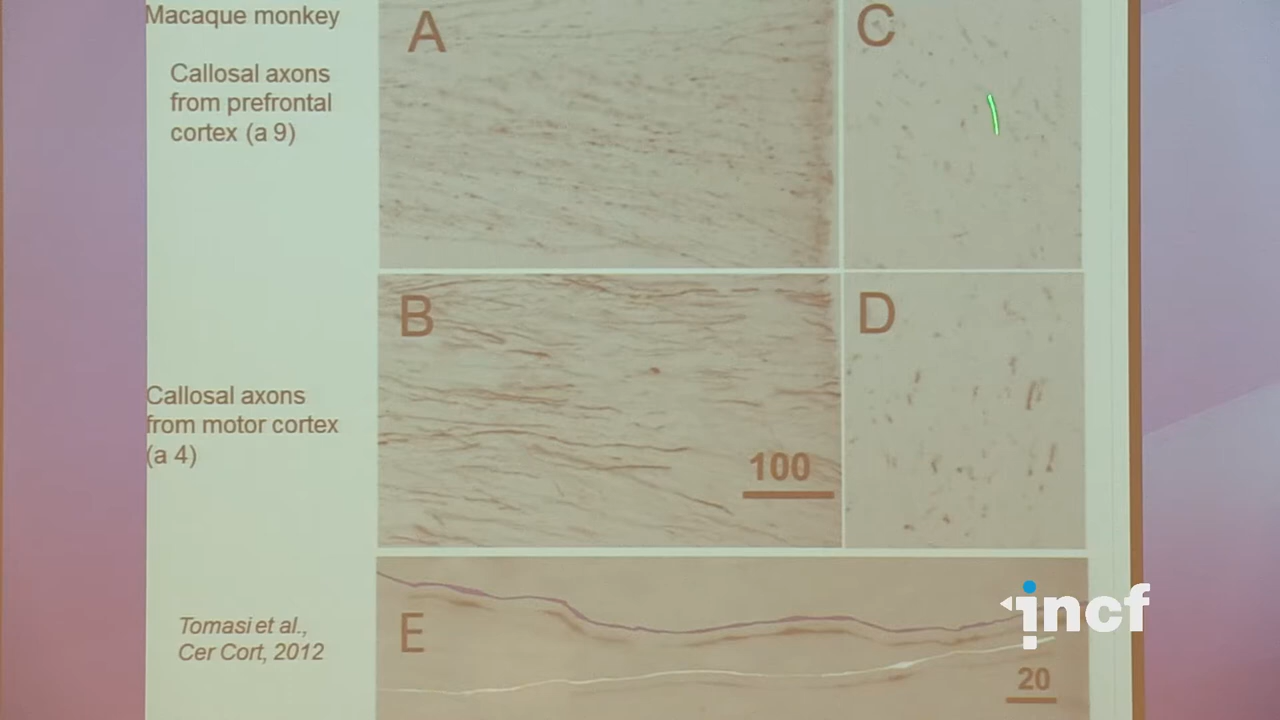 Macaque monkey
Callosal axons
from prefrontal
cortex (a 9)
A
C
Callosal axons
from motor cortex
(a 4)
B
100
D
Tomasi et al.,
Cer Cort, 2012
E
20
incf